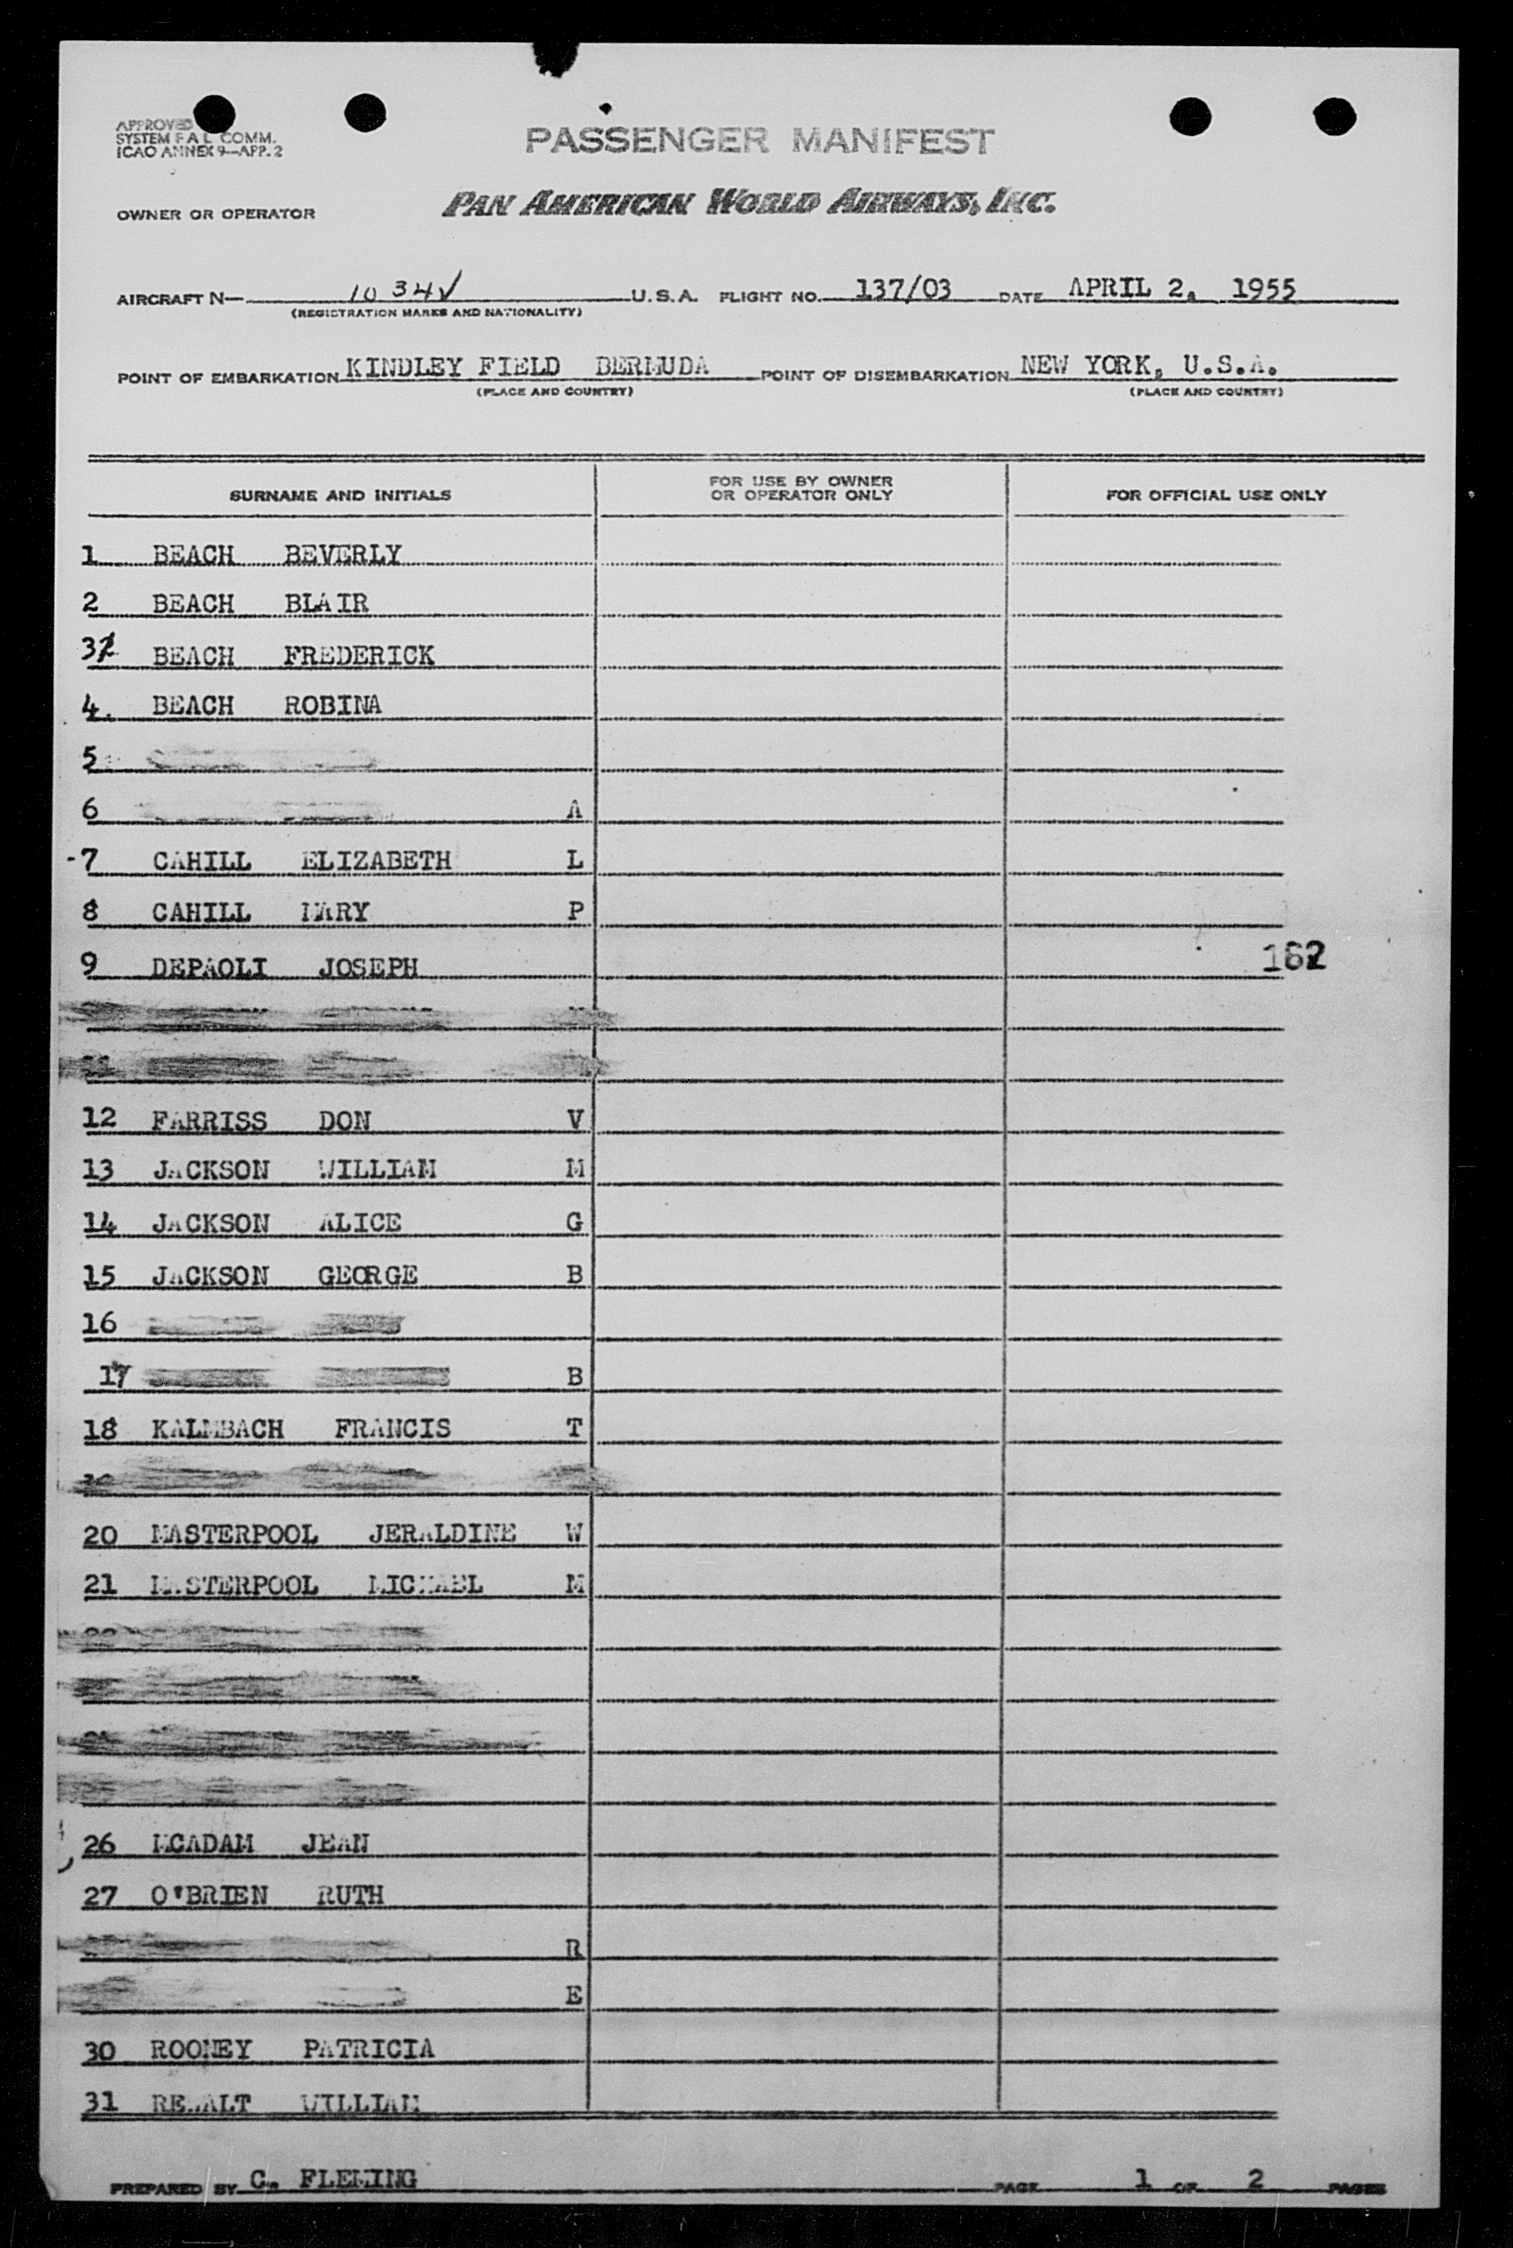 APPROVED
SYSTEM F A L COMM.
ICAO ANNEX 9—APP. 2
PASSENGER MANIFEST
OWNER OR OPERATOR PAN AMERICAN WORLD AIRWAYS, INC.
AIRCRAFT N— 1034V U.S.A. FLIGHT NO. 137/03 DATE APRIL 2, 1955
(REGISTRATION MARKS AND NATIONALITY)
POINT OF EMBARKATION KINDLEY FIELD BERMUDA POINT OF DISEMBARKATION NEW YORK, U.S.A.
(PLACE AND COUNTRY) (PLACE AND COUNTRY)
SURNAME AND INITIALS FOR USE BY OWNER OR OPERATOR ONLY FOR OFFICIAL USE ONLY
1 BEACH BEVERLY
2 BEACH BLAIR
3 BEACH FREDERICK
4. BEACH ROBINA
5
6 A
7 CAHILL ELIZABETH L
8 CAHILL MARY P
9 DEPAOLI JOSEPH 162
12 FARRISS DON V
13 JACKSON WILLIAM M
14 JACKSON ALICE G
15 JACKSON GEORGE B
16
17 B
18 KALMBACH FRANCIS T
20 MASTERPOOL JERALDINE W
21 MASTERPOOL MICHAEL M
26 MCADAM JEAN
27 O'BRIEN RUTH
R
E
30 ROONEY PATRICIA
31 WILLIAM
PREPARED BY C. FLEMING PAGE 1 OF 2 PAGES